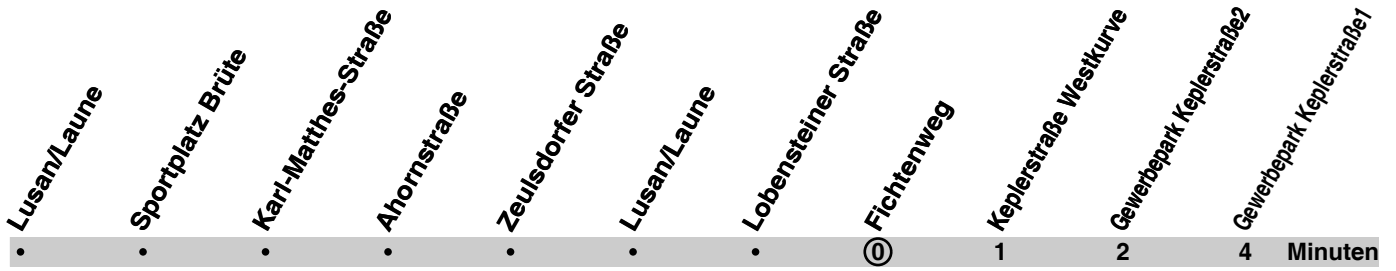 Lusan/Laune
Sportplatz Brüte
Karl-Matthes-Straße
Ahornstraße
Zeulsdorfer Straße
Lusan/Laune
Lobensteiner Straße
Fichtenweg
Keplerstraße Westkurve
Gewerbepark Keplerstraße2
Gewerbepark Keplerstraße1
• • • • • • • 0 1 2 4 Minuten